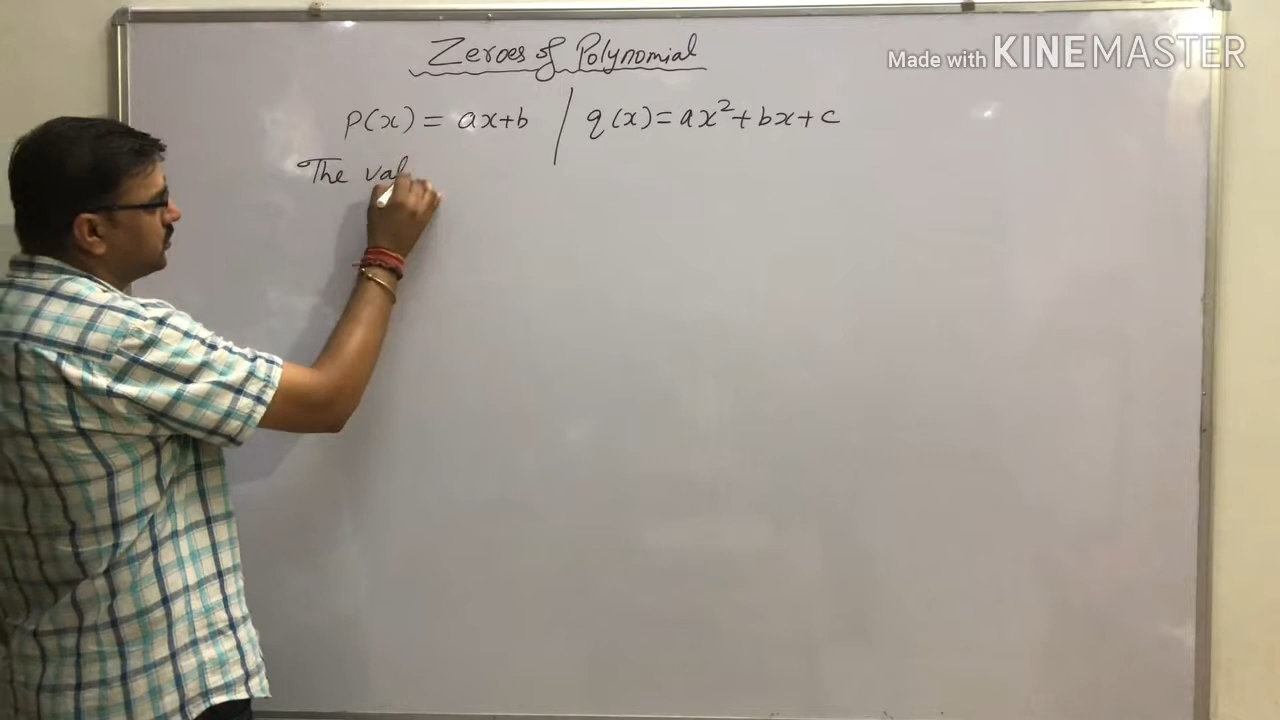 Zeroes of Polynomial
Made with KINEMASTER
p(x) = ax+b / q(x)=ax²+bx+c
The val